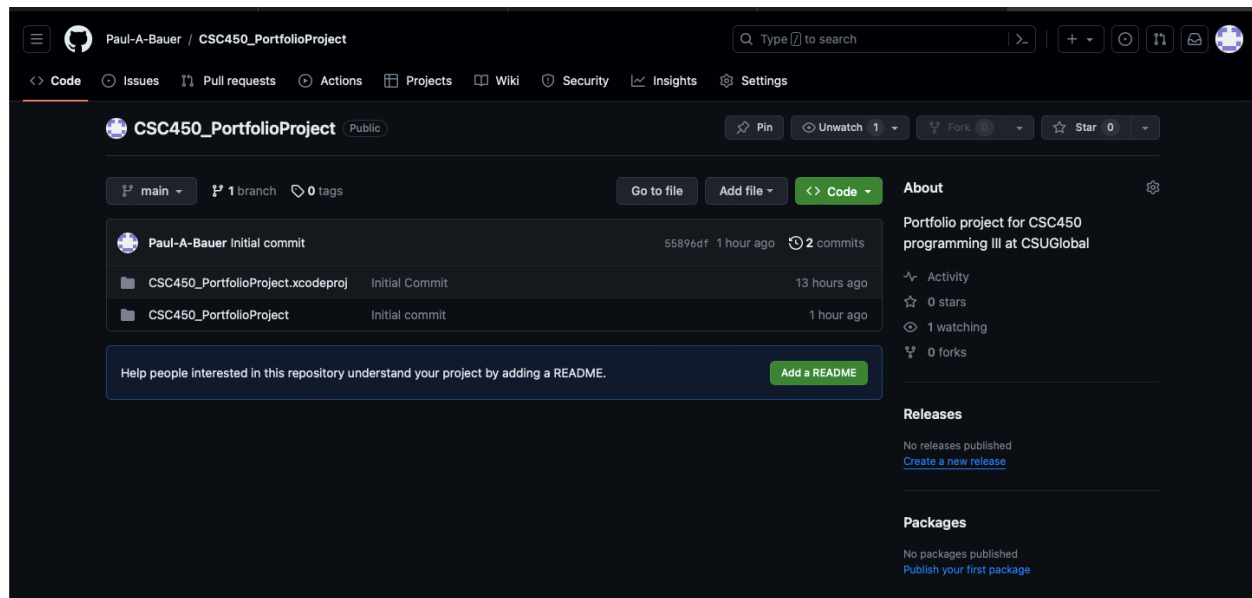 Paul-A-Bauer / CSC450_PortfolioProject
Type / to search
Code Issues Pull requests Actions Projects Wiki Security Insights Settings
CSC450_PortfolioProject Public
Pin Unwatch 1 Fork 0 Star 0
main 1 branch 0 tags Go to file Add file Code
Paul-A-Bauer Initial commit 55896df 1 hour ago 2 commits
CSC450_PortfolioProject.xcodeproj Initial Commit 13 hours ago
CSC450_PortfolioProject Initial commit 1 hour ago
Help people interested in this repository understand your project by adding a README. Add a README
About
Portfolio project for CSC450
programming III at CSUGlobal
Activity
0 stars
1 watching
0 forks
Releases
No releases published
Create a new release
Packages
No packages published
Publish your first package